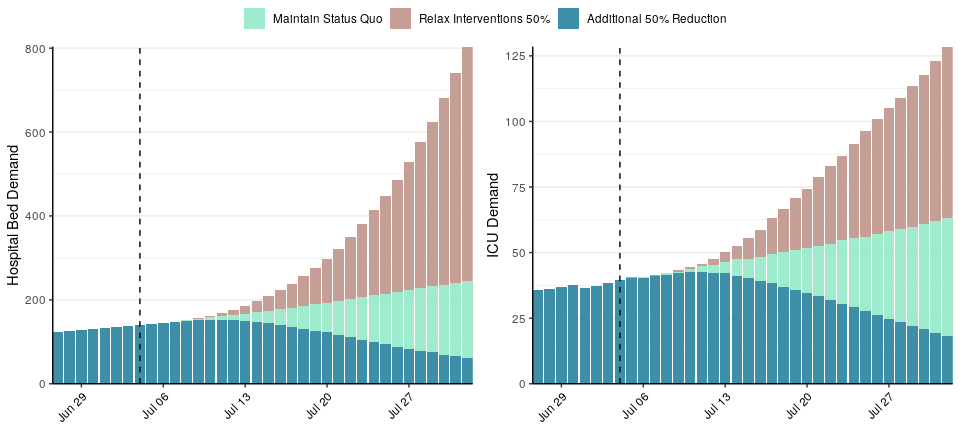 Maintain Status Quo Relax Interventions 50% Additional 50% Reduction
Hospital Bed Demand
800
600
400
200
0
Jun 29 Jul 06 Jul 13 Jul 20 Jul 27
ICU Demand
125
100
75
50
25
0
Jun 29 Jul 06 Jul 13 Jul 20 Jul 27